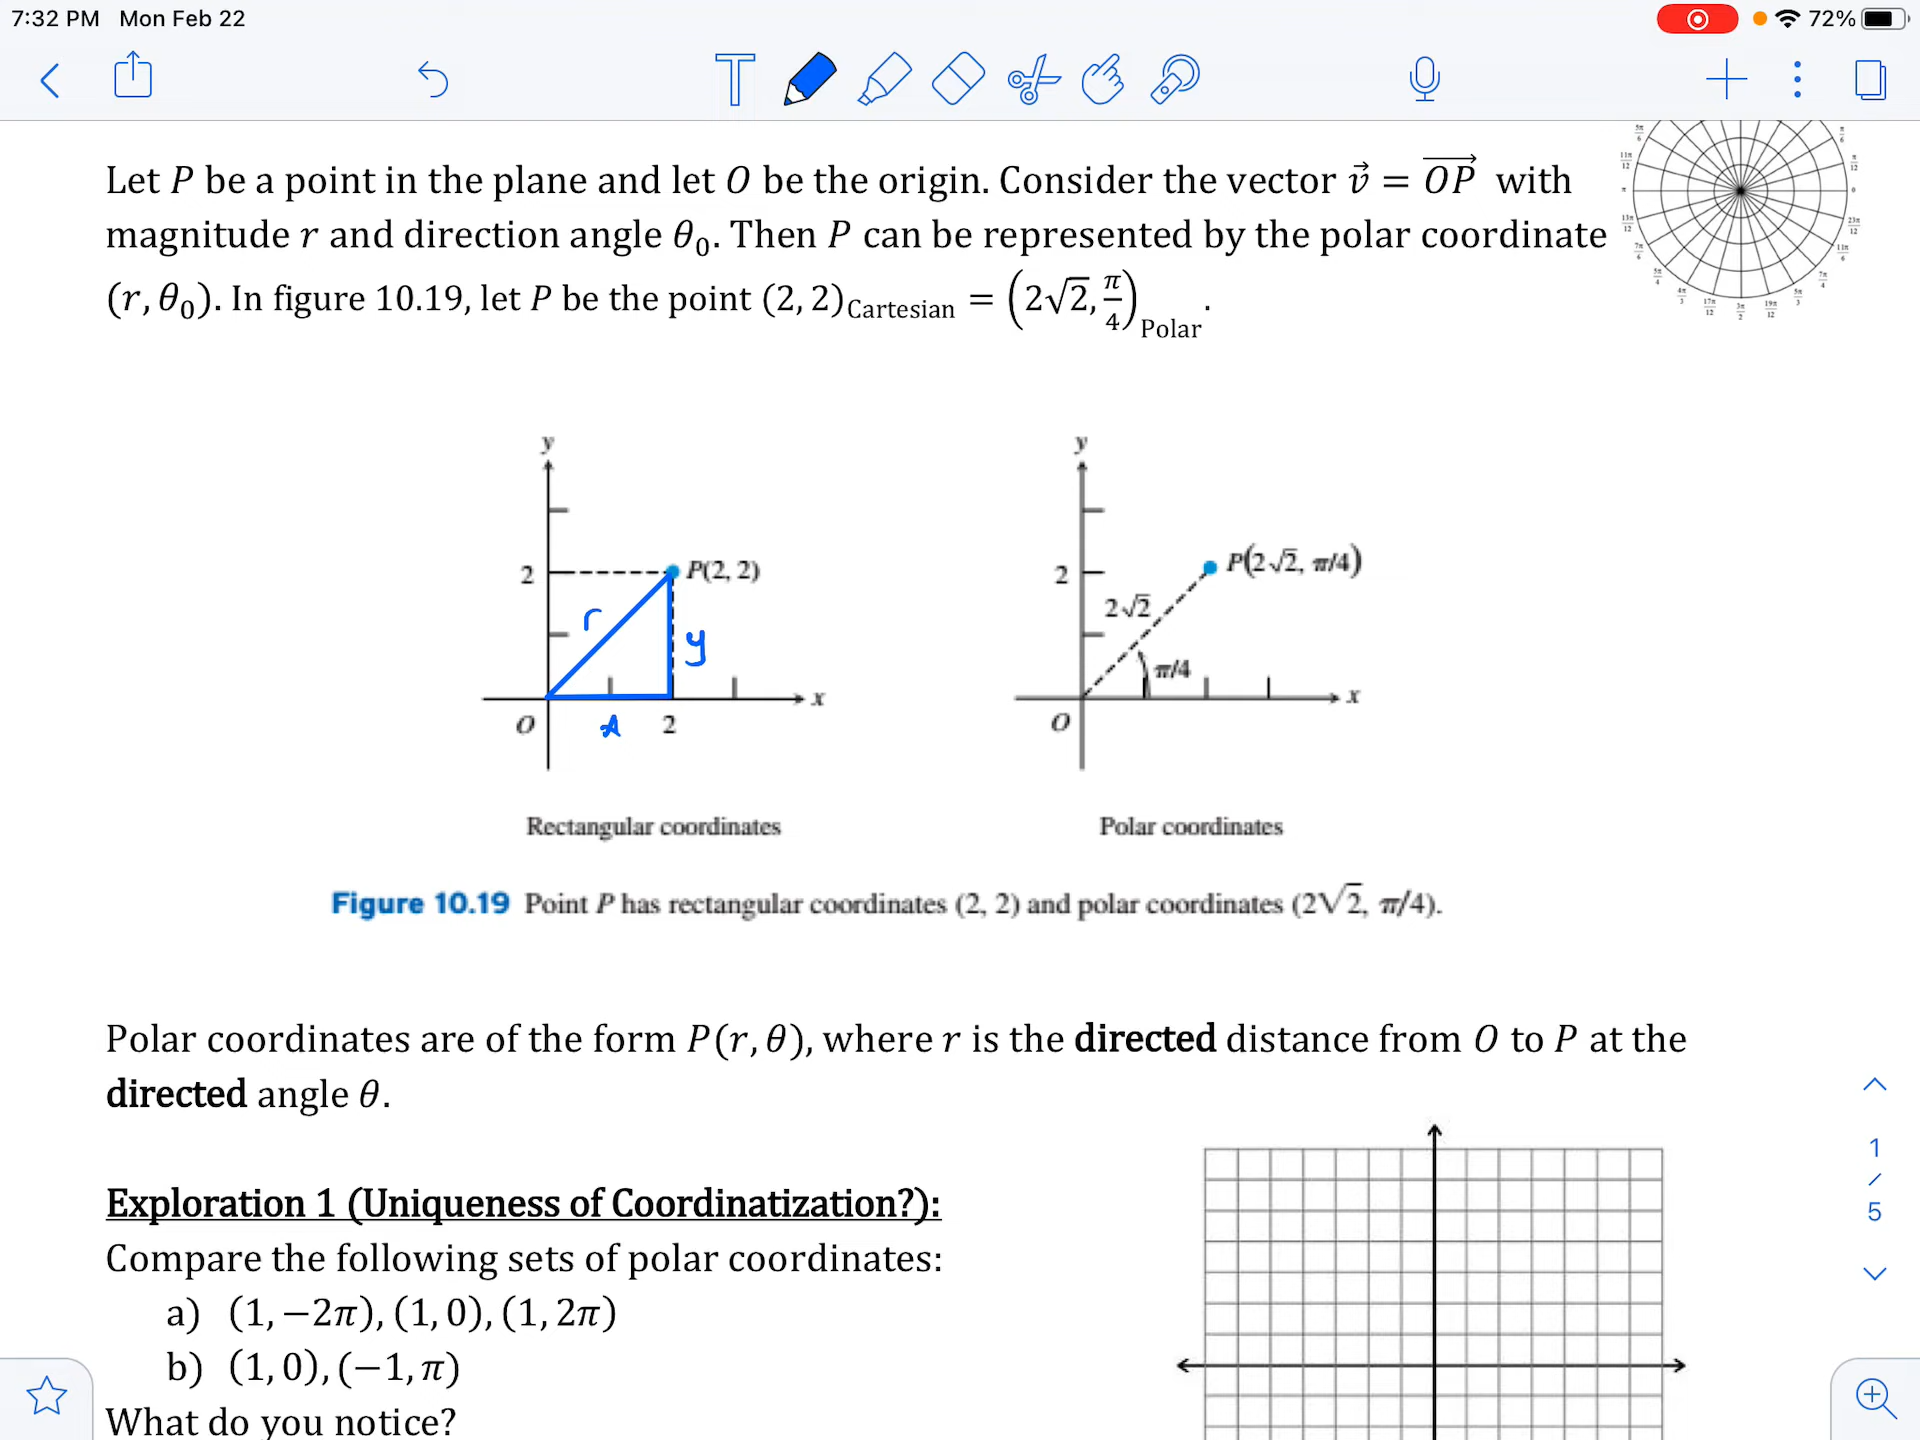 7:32 PM Mon Feb 22
72%
Let P be a point in the plane and let O be the origin. Consider the vector v⃗ = \overrightarrow{OP} with
magnitude r and direction angle θ₀. Then P can be represented by the polar coordinate
(r, θ₀). In figure 10.19, let P be the point (2, 2)_Cartesian = (2√2, π/4)_Polar.
y
2
P(2, 2)
r
y
x
O
2
Rectangular coordinates
y
P(2√2, π/4)
2
2√2
π/4
x
O
Polar coordinates
Figure 10.19 Point P has rectangular coordinates (2, 2) and polar coordinates (2√2, π/4).
Polar coordinates are of the form P(r, θ), where r is the directed distance from O to P at the
directed angle θ.
Exploration 1 (Uniqueness of Coordinatization?):
Compare the following sets of polar coordinates:
a) (1, −2π), (1, 0), (1, 2π)
b) (1, 0), (−1, π)
What do you notice?
1
/
5